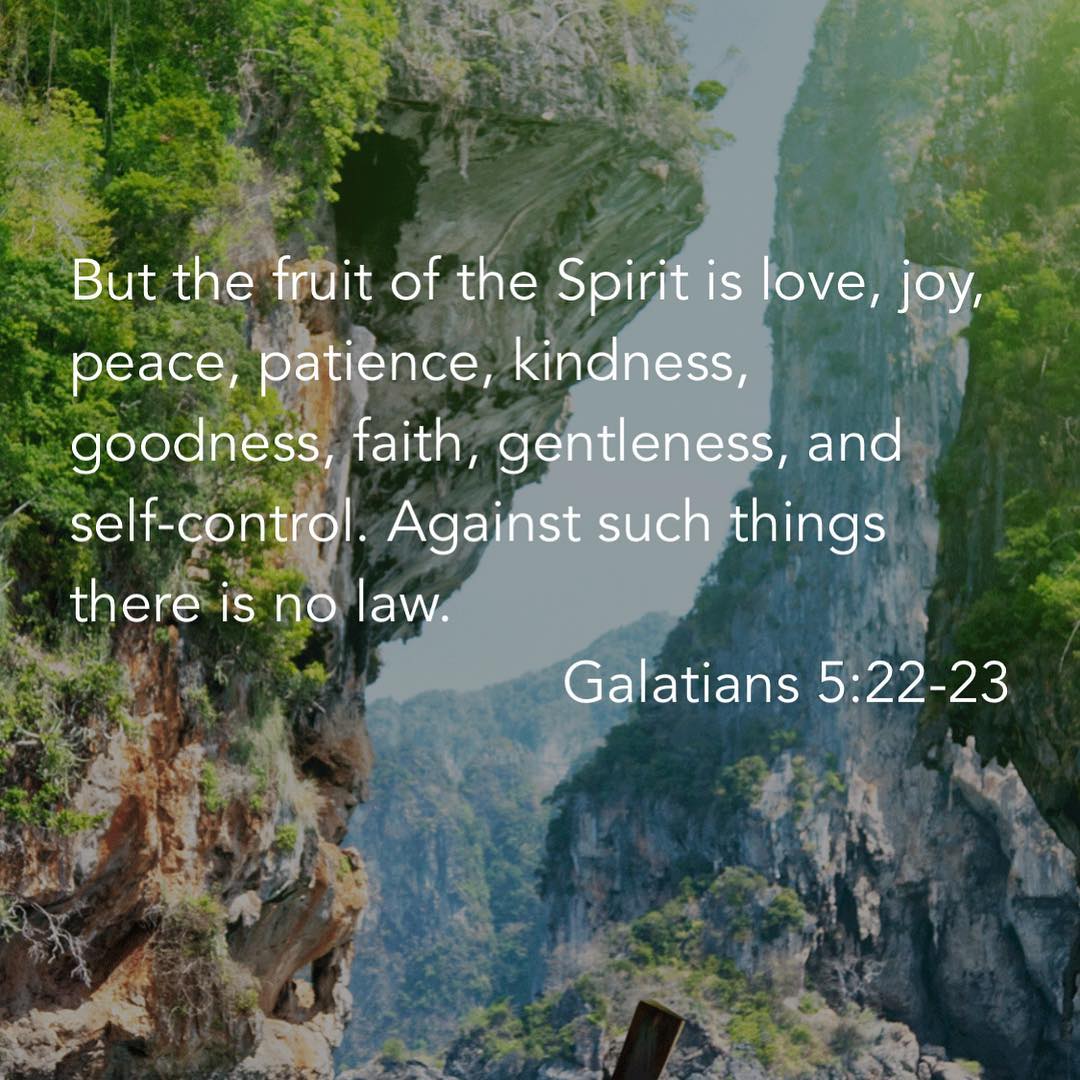 But the fruit of the Spirit is love, joy,
peace, patience, kindness,
goodness, faith, gentleness, and
self-control. Against such things
there is no law.
Galatians 5:22-23